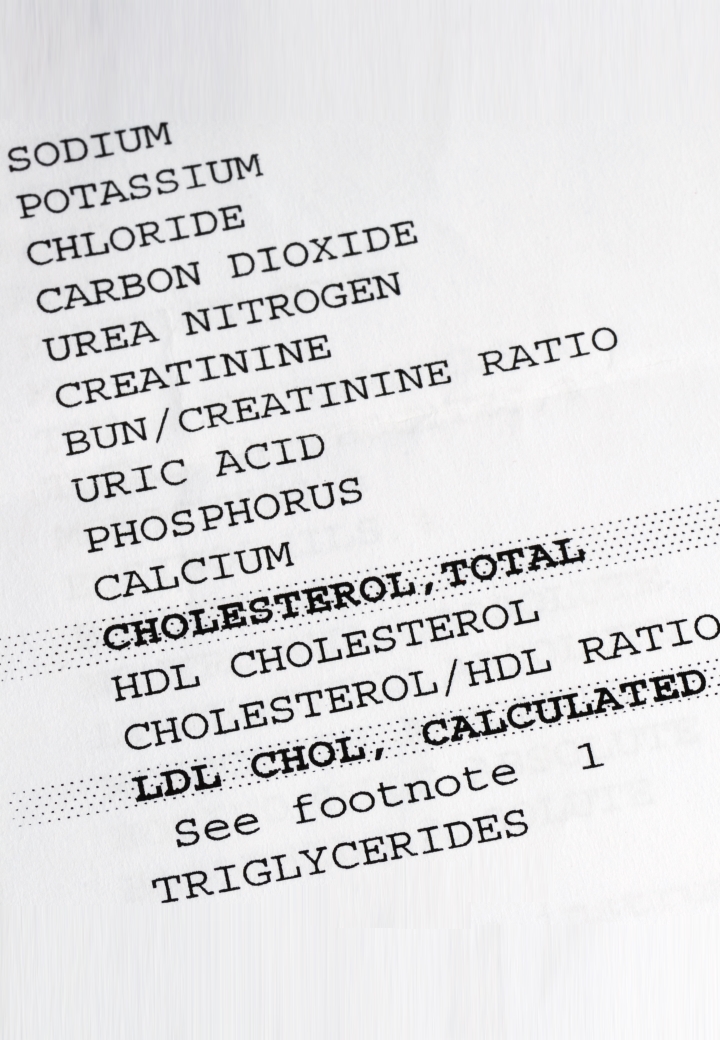 SODIUM
POTASSIUM
CHLORIDE
CARBON DIOXIDE
UREA NITROGEN
CREATININE
BUN/CREATININE RATIO
URIC ACID
PHOSPHORUS
CALCIUM
CHOLESTEROL,TOTAL
HDL CHOLESTEROL
CHOLESTEROL/HDL RATIO
LDL CHOL, CALCULATED
See footnote 1
TRIGLYCERIDES